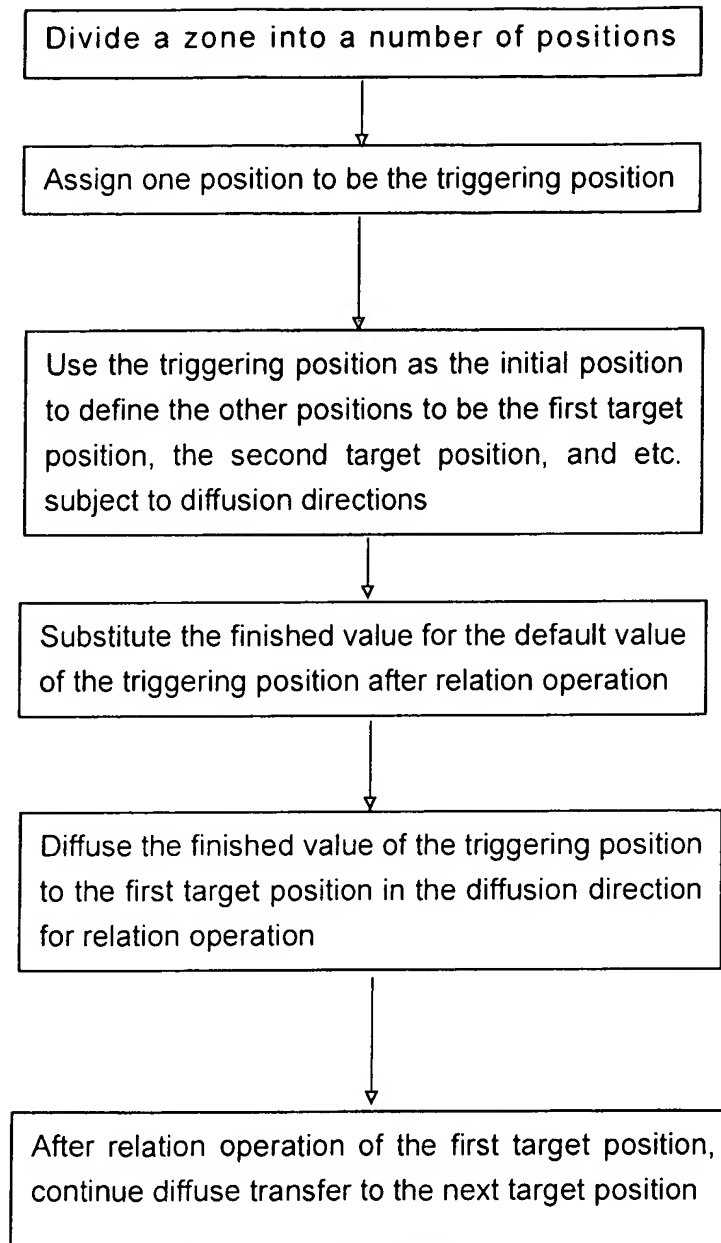 Divide a zone into a number of positions
Assign one position to be the triggering position
Use the triggering position as the initial position
to define the other positions to be the first target
position, the second target position, and etc.
subject to diffusion directions
Substitute the finished value for the default value
of the triggering position after relation operation
Diffuse the finished value of the triggering position
to the first target position in the diffusion direction
for relation operation
After relation operation of the first target position,
continue diffuse transfer to the next target position